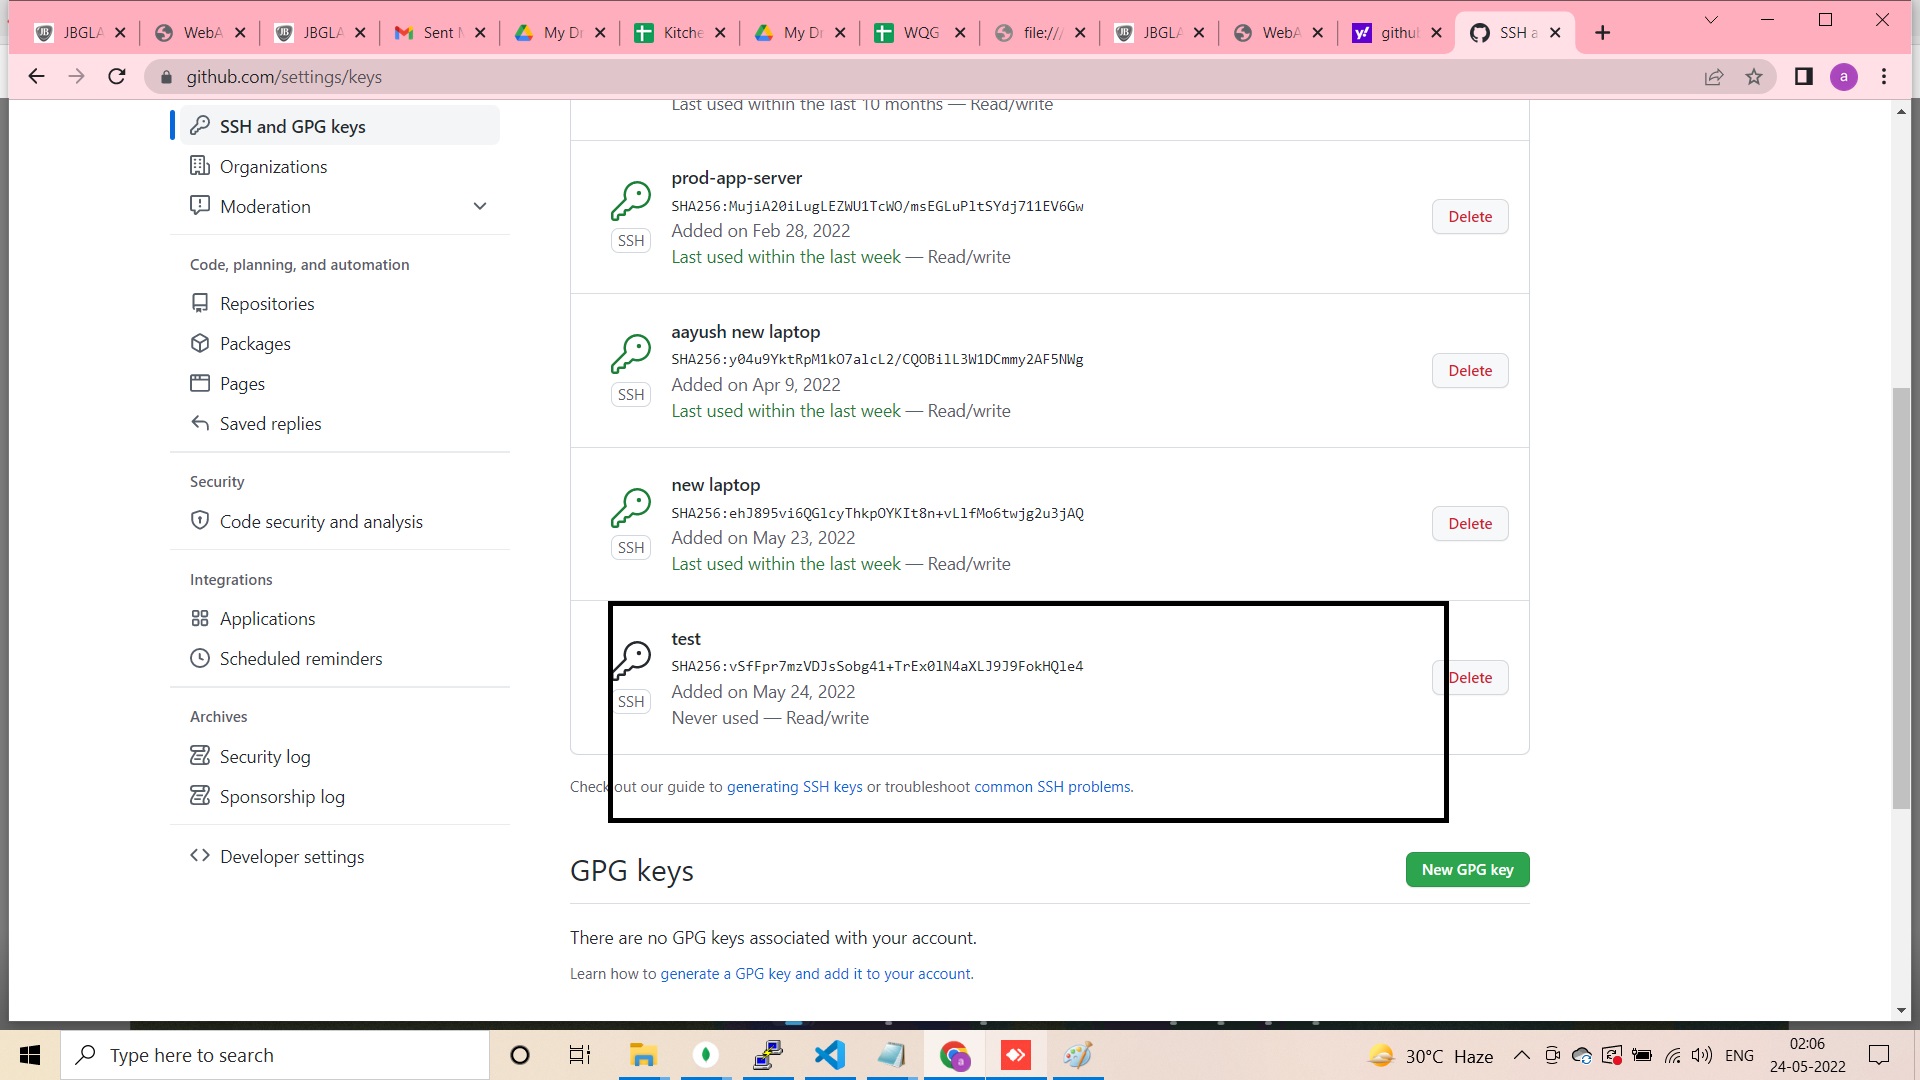 JBGLA
WebA
JBGLA
Sent M
My Dr
Kitche
My Dr
WQG
file:///
JBGLA
WebA
githu
SSH a
github.com/settings/keys
a
SSH and GPG keys
Organizations
Moderation
Code, planning, and automation
Repositories
Packages
Pages
Saved replies
Security
Code security and analysis
Integrations
Applications
Scheduled reminders
Archives
Security log
Sponsorship log
Developer settings
Last used within the last 10 months — Read/write
prod-app-server
SHA256:MujiA20iLugLEZWU1TcWO/msEGLuPltSYdj711EV6Gw
Added on Feb 28, 2022
Last used within the last week — Read/write
SSH
Delete
aayush new laptop
SHA256:y04u9YktRpM1kO7alcL2/CQOBilL3W1DCmmy2AF5NWg
Added on Apr 9, 2022
Last used within the last week — Read/write
SSH
Delete
new laptop
SHA256:ehJ895vi6QGlcyThkpOYKIt8n+vLlfMo6twjg2u3jAQ
Added on May 23, 2022
Last used within the last week — Read/write
SSH
Delete
test
SHA256:vSfFpr7mzVDJsSobg41+TrEx0lN4aXLJ9J9FokHQle4
Added on May 24, 2022
Never used — Read/write
SSH
Delete
Check out our guide to generating SSH keys or troubleshoot common SSH problems.
GPG keys
New GPG key
There are no GPG keys associated with your account.
Learn how to generate a GPG key and add it to your account.
Type here to search
30°C Haze
ENG
02:06
24-05-2022